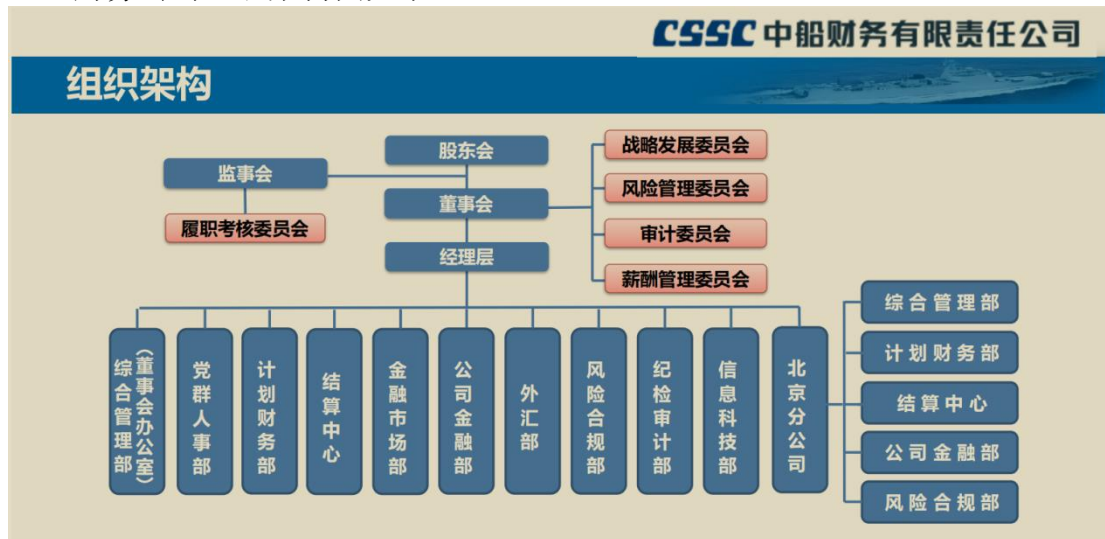 CSSC 中船财务有限责任公司
组织架构
股东会
监事会
董事会
履职考核委员会
经理层
战略发展委员会
风险管理委员会
审计委员会
薪酬管理委员会
综合管理部
（董事会办公室）
党群人事部
计划财务部
结算中心
金融市场部
公司金融部
外汇部
风险合规部
纪检审计部
信息科技部
北京分公司
综合管理部
计划财务部
结算中心
公司金融部
风险合规部